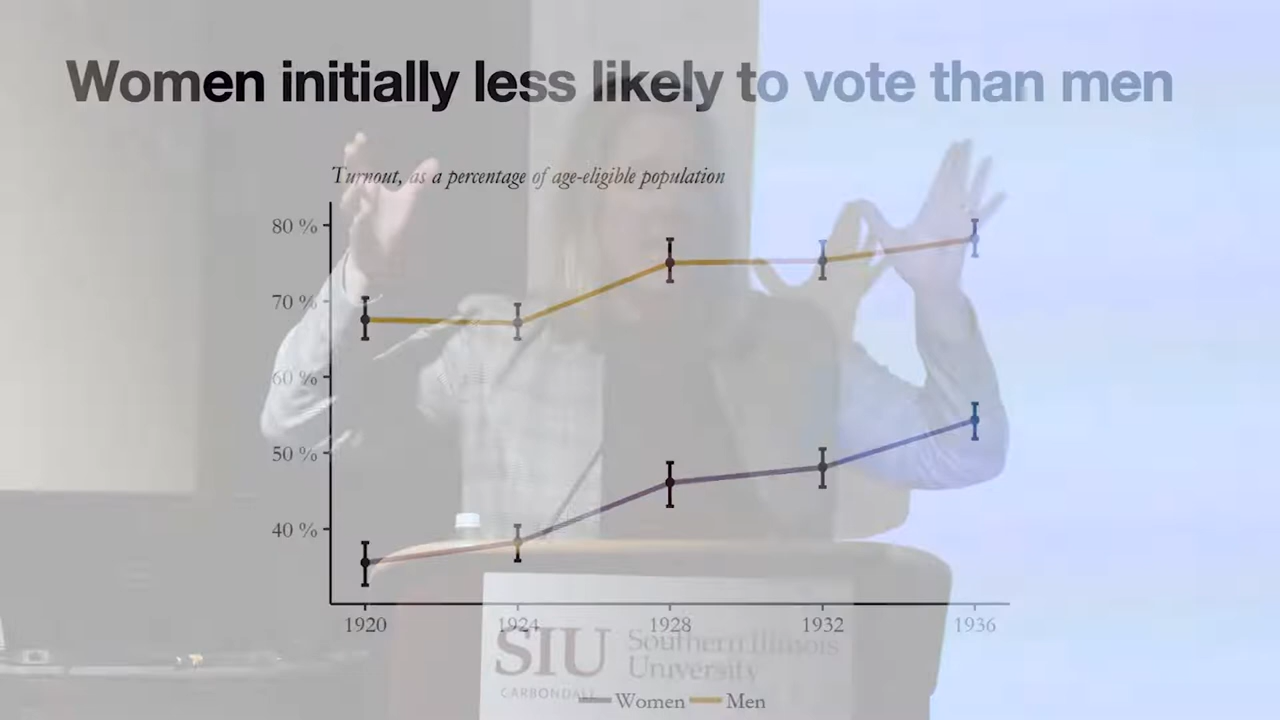 Women initially less likely to vote than men
Turnout, as a percentage of age-eligible population
80 %
70 %
60 %
50 %
40 %
1920 1924 1928 1932 1936
SIU Southern Illinois
University
CARBONDALE
Women Men